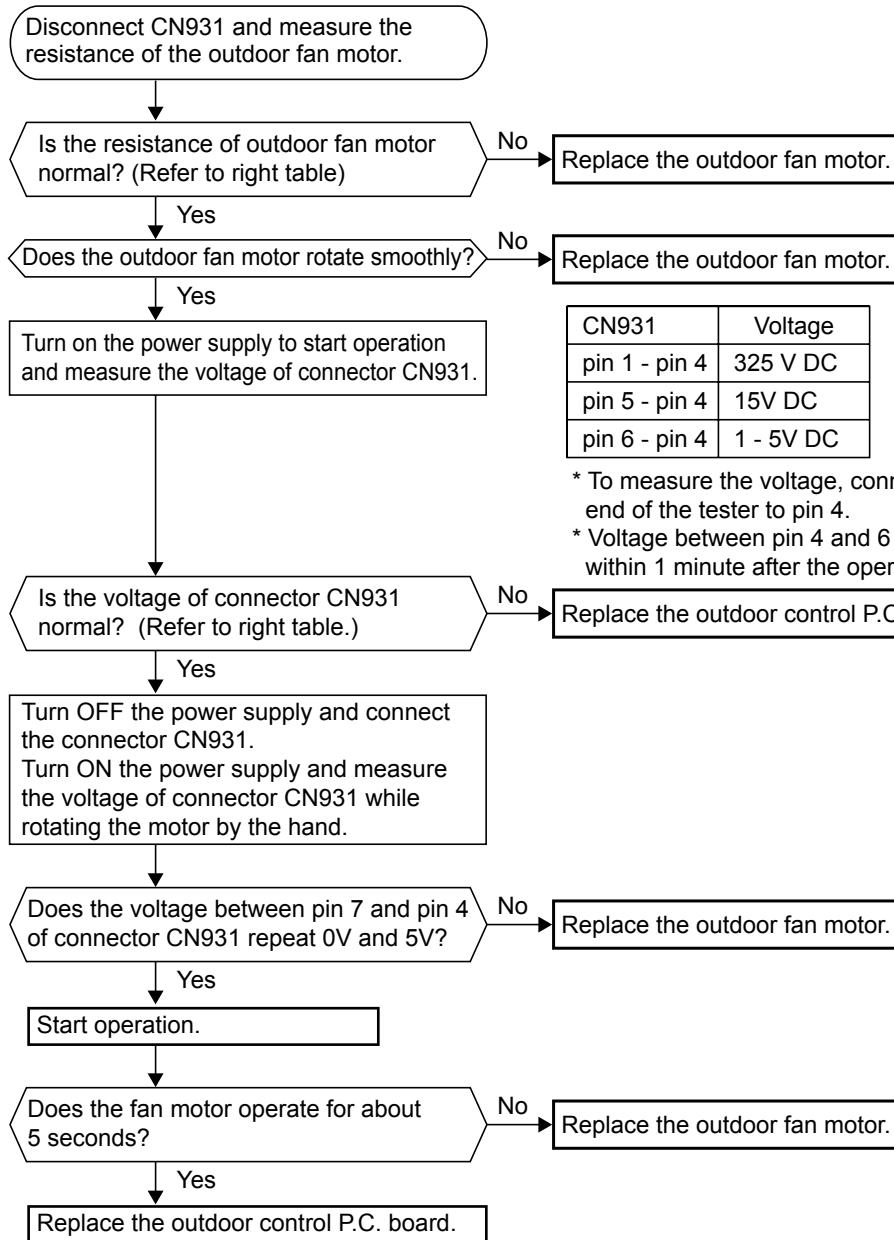 Disconnect CN931 and measure the
resistance of the outdoor fan motor.
Is the resistance of outdoor fan motor
normal? (Refer to right table)
No
Replace the outdoor fan motor.
Yes
Does the outdoor fan motor rotate smoothly?
No
Replace the outdoor fan motor.
Yes
Turn on the power supply to start operation
and measure the voltage of connector CN931.
CN931 Voltage
pin 1 - pin 4 325 V DC
pin 5 - pin 4 15V DC
pin 6 - pin 4 1 - 5V DC
* To measure the voltage, conn
end of the tester to pin 4.
* Voltage between pin 4 and 6
within 1 minute after the oper
Is the voltage of connector CN931
normal? (Refer to right table.)
No
Replace the outdoor control P.C
Yes
Turn OFF the power supply and connect
the connector CN931.
Turn ON the power supply and measure
the voltage of connector CN931 while
rotating the motor by the hand.
Does the voltage between pin 7 and pin 4
of connector CN931 repeat 0V and 5V?
No
Replace the outdoor fan motor.
Yes
Start operation.
Does the fan motor operate for about
5 seconds?
No
Replace the outdoor fan motor.
Yes
Replace the outdoor control P.C. board.